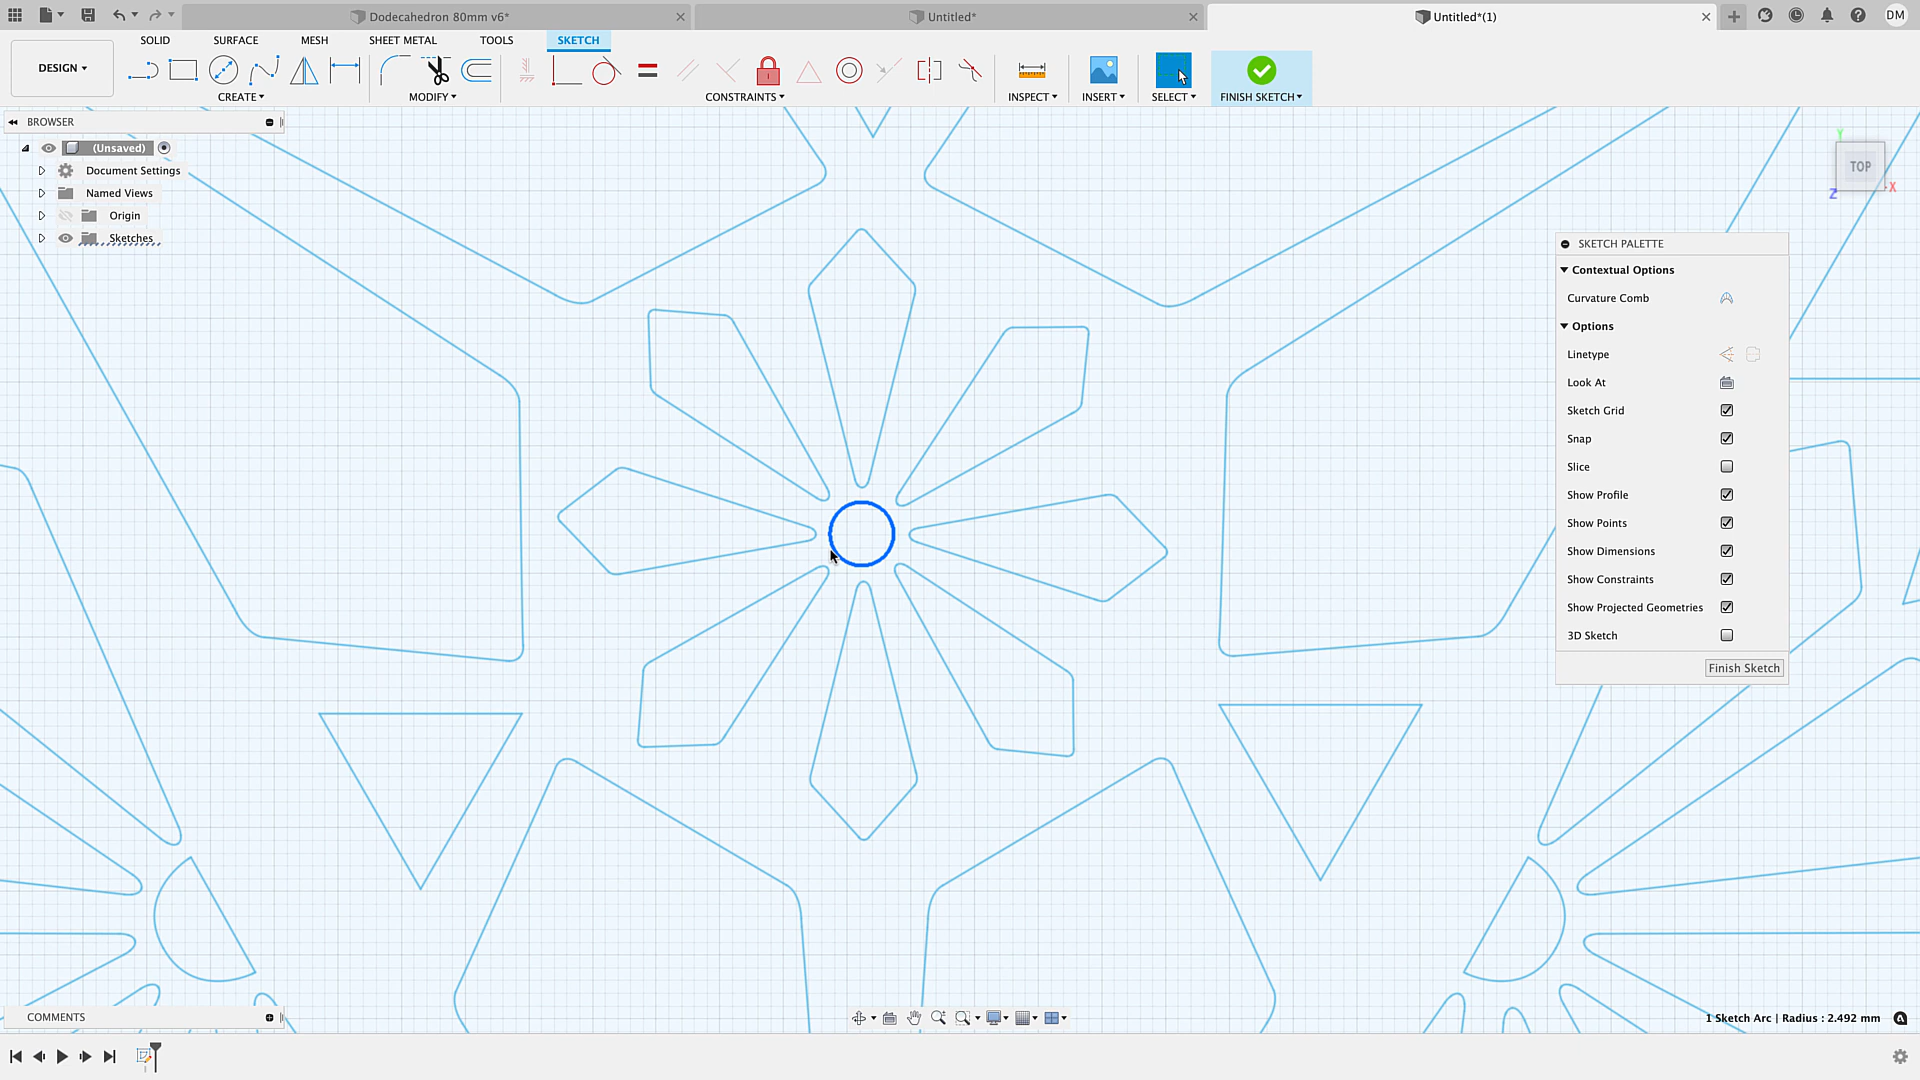 Dodecahedron 80mm v6*
Untitled*
Untitled*(1)
DM
DESIGN
SOLID
SURFACE
MESH
SHEET METAL
TOOLS
SKETCH
CREATE
MODIFY
CONSTRAINTS
INSPECT
INSERT
SELECT
FINISH SKETCH
BROWSER
(Unsaved)
Document Settings
Named Views
Origin
Sketches
Y
TOP
Z
X
SKETCH PALETTE
Contextual Options
Curvature Comb
Options
Linetype
Look At
Sketch Grid
Snap
Slice
Show Profile
Show Points
Show Dimensions
Show Constraints
Show Projected Geometries
3D Sketch
Finish Sketch
COMMENTS
1 Sketch Arc | Radius : 2.492 mm